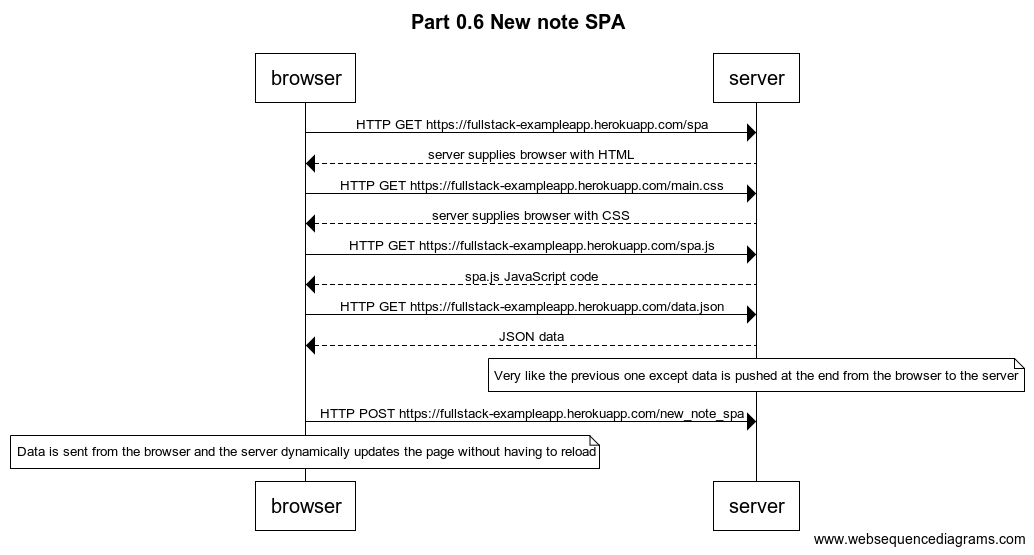 Part 0.6 New note SPA
browser
server
HTTP GET https://fullstack-exampleapp.herokuapp.com/spa
server supplies browser with HTML
HTTP GET https://fullstack-exampleapp.herokuapp.com/main.css
server supplies browser with CSS
HTTP GET https://fullstack-exampleapp.herokuapp.com/spa.js
spa.js JavaScript code
HTTP GET https://fullstack-exampleapp.herokuapp.com/data.json
JSON data
Very like the previous one except data is pushed at the end from the browser to the server
HTTP POST https://fullstack-exampleapp.herokuapp.com/new_note_spa
Data is sent from the browser and the server dynamically updates the page without having to reload
browser
server
www.websequencediagrams.com